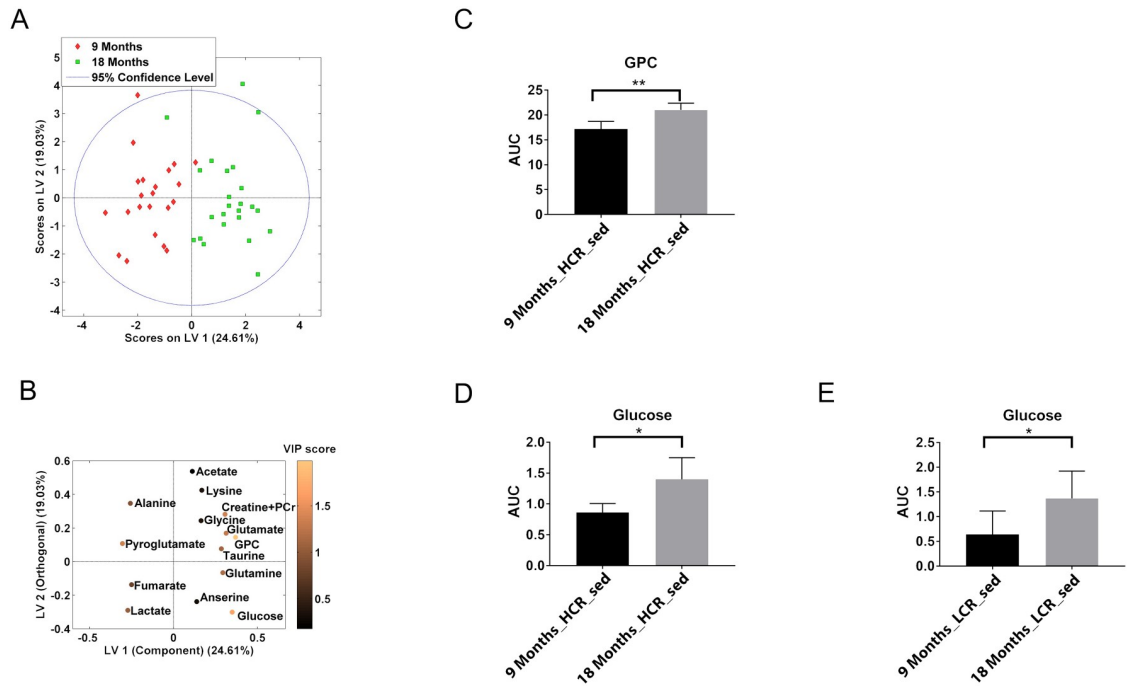 A
9 Months
18 Months
95% Confidence Level
5
4
3
2
1
0
-1
-2
-3
-4
-4
-2
0
2
4
Scores on LV 2 (19.03%)
Scores on LV 1 (24.61%)
B
VIP score
0.6
0.4
0.2
0
-0.2
-0.4
-0.5
0
0.5
LV 2 (Orthogonal) (19.03%)
LV 1 (Component) (24.61%)
Acetate
Lysine
Alanine
Creatine+PCr
Glycine
Glutamate
Pyroglutamate
GPC
Taurine
Glutamine
Fumarate
Anserine
Lactate
Glucose
1.5
1
0.5
C
GPC
**
25
20
15
10
5
0
AUC
9 Months_HCR_sed
18 Months_HCR_sed
D
Glucose
*
2.0
1.5
1.0
0.5
0.0
AUC
9 Months_HCR_sed
18 Months_HCR_sed
E
Glucose
*
2.5
2.0
1.5
1.0
0.5
0.0
AUC
9 Months_LCR_sed
18 Months_LCR_sed